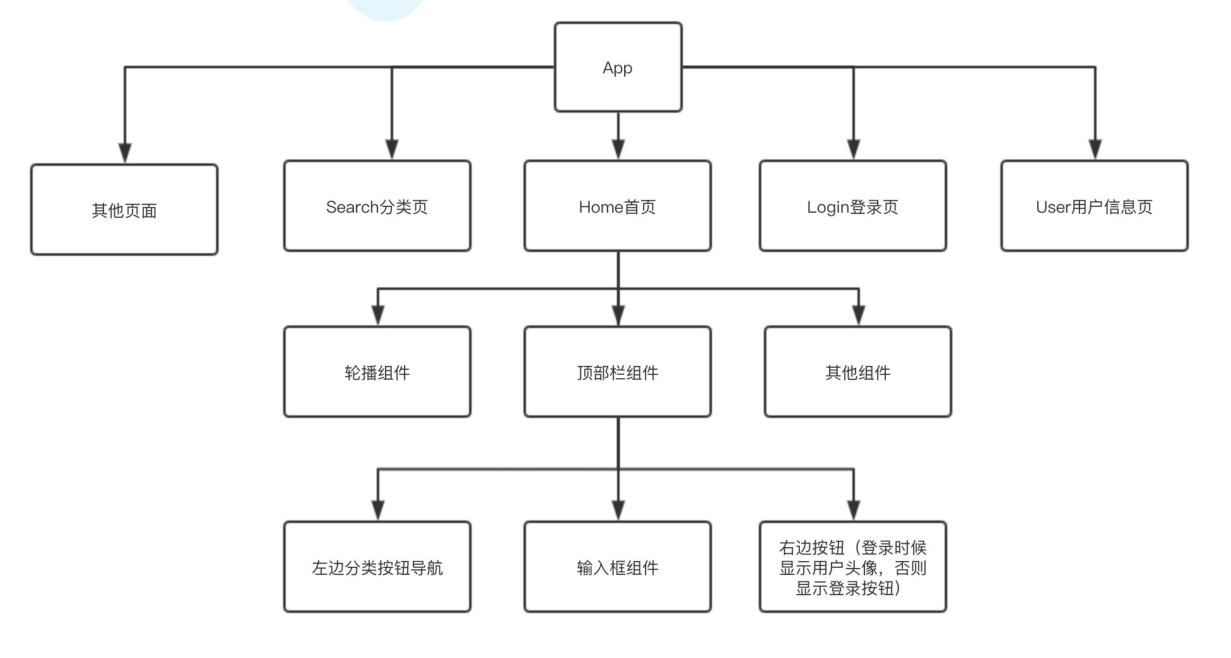 App
其他页面
Search分类页
Home首页
Login登录页
User用户信息页
轮播组件
顶部栏组件
其他组件
左边分类按钮导航
输入框组件
右边按钮（登录时候
显示用户头像，否则
显示登录按钮）